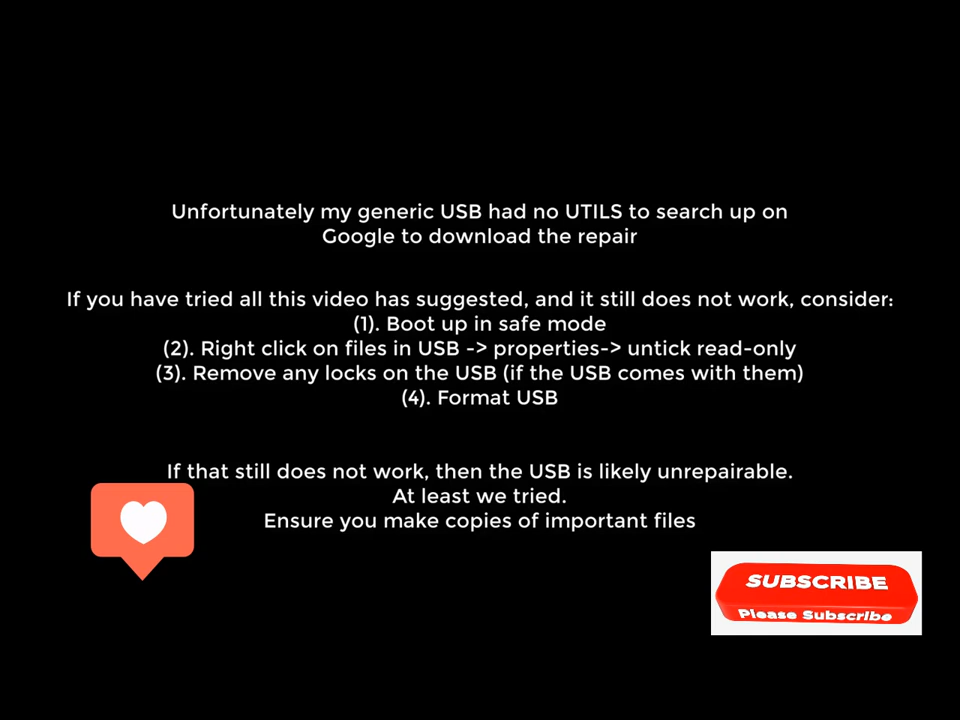 Unfortunately my generic USB had no UTILS to search up on
Google to download the repair
If you have tried all this video has suggested, and it still does not work, consider:
(1). Boot up in safe mode
(2). Right click on files in USB -> properties-> untick read-only
(3). Remove any locks on the USB (if the USB comes with them)
(4). Format USB
If that still does not work, then the USB is likely unrepairable.
At least we tried.
Ensure you make copies of important files
SUBSCRIBE
Please Subscribe